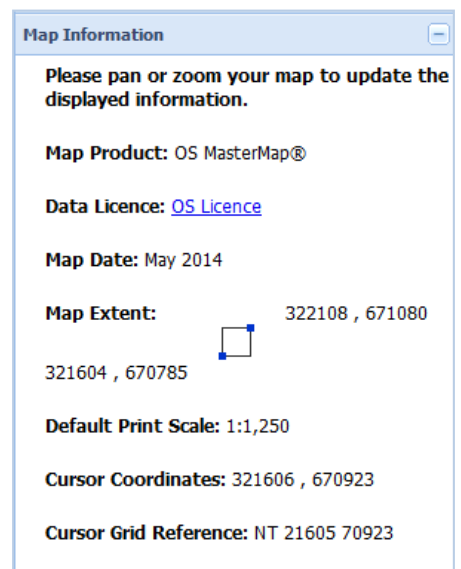 Map Information
Please pan or zoom your map to update the
displayed information.
Map Product: OS MasterMap®
Data Licence: OS Licence
Map Date: May 2014
Map Extent: 322108 , 671080
321604 , 670785
Default Print Scale: 1:1,250
Cursor Coordinates: 321606 , 670923
Cursor Grid Reference: NT 21605 70923